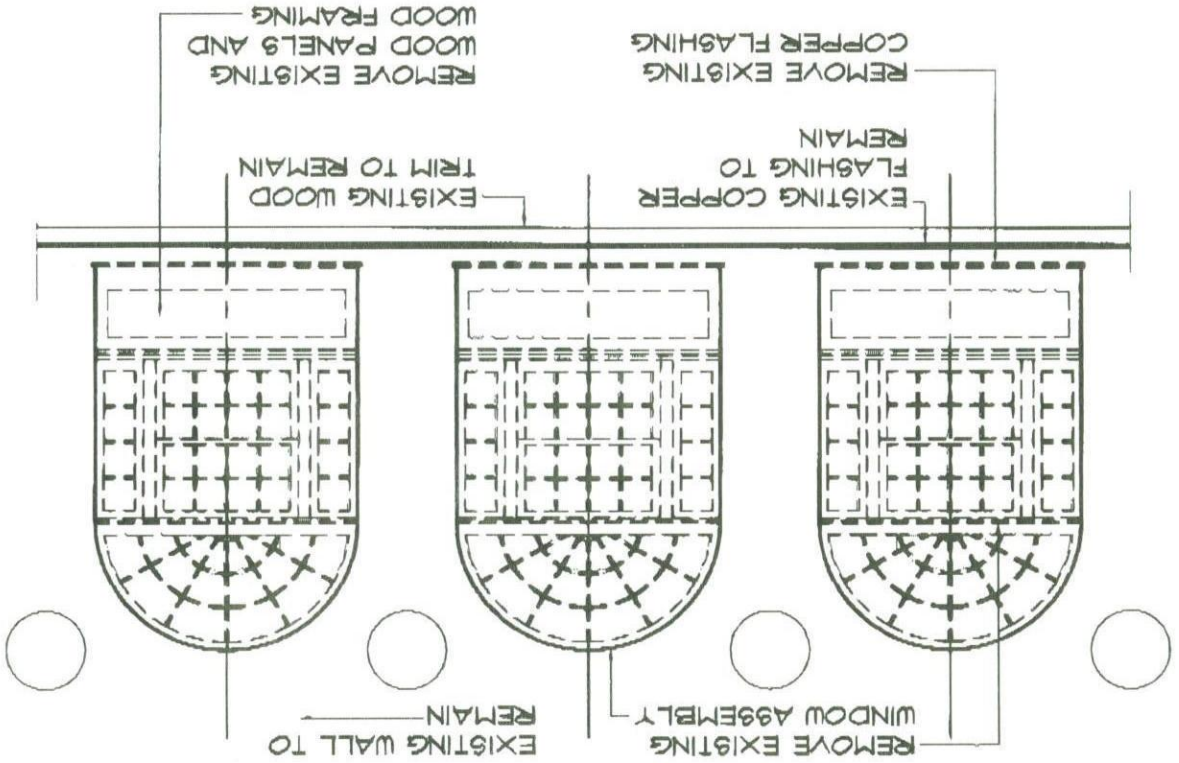 REMOVE EXISTING
WINDOW ASSEMBLY
EXISTING WALL TO
REMAIN
EXISTING COPPER
FLASHING TO
REMAIN
EXISTING WOOD
TRIM TO REMAIN
REMOVE EXISTING
COPPER FLASHING
REMOVE EXISTING
WOOD PANELS AND
WOOD FRAMING